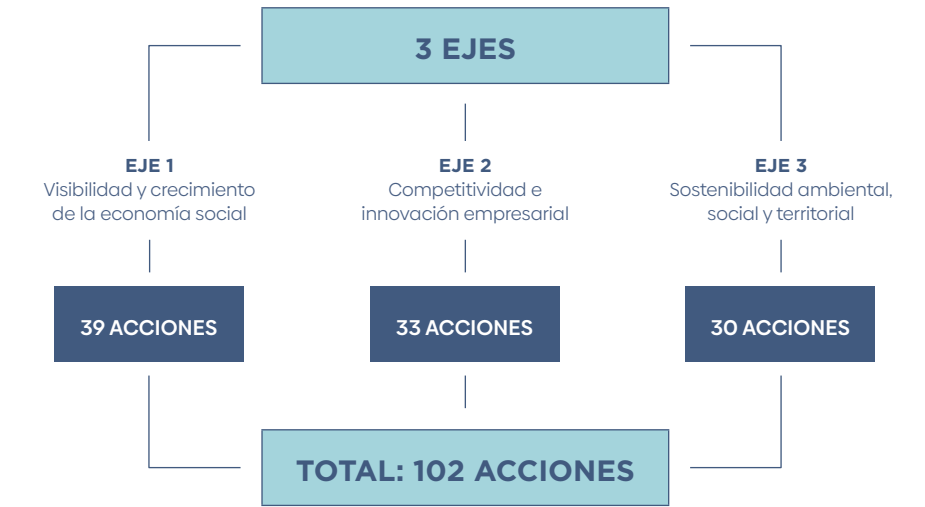 3 EJES
EJE 1
Visibilidad y crecimiento
de la economía social
EJE 2
Competitividad e
innovación empresarial
EJE 3
Sostenibilidad ambiental,
social y territorial
39 ACCIONES
33 ACCIONES
30 ACCIONES
TOTAL: 102 ACCIONES